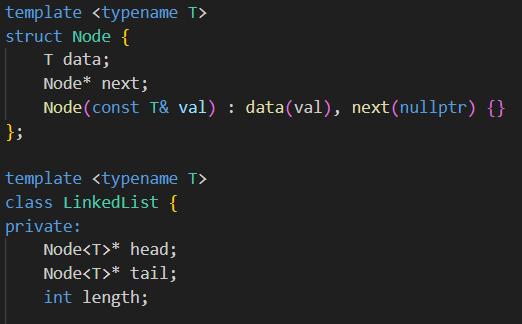 template <typename T>
struct Node {
    T data;
    Node* next;
    Node(const T& val) : data(val), next(nullptr) {}
};

template <typename T>
class LinkedList {
private:
    Node<T>* head;
    Node<T>* tail;
    int length;